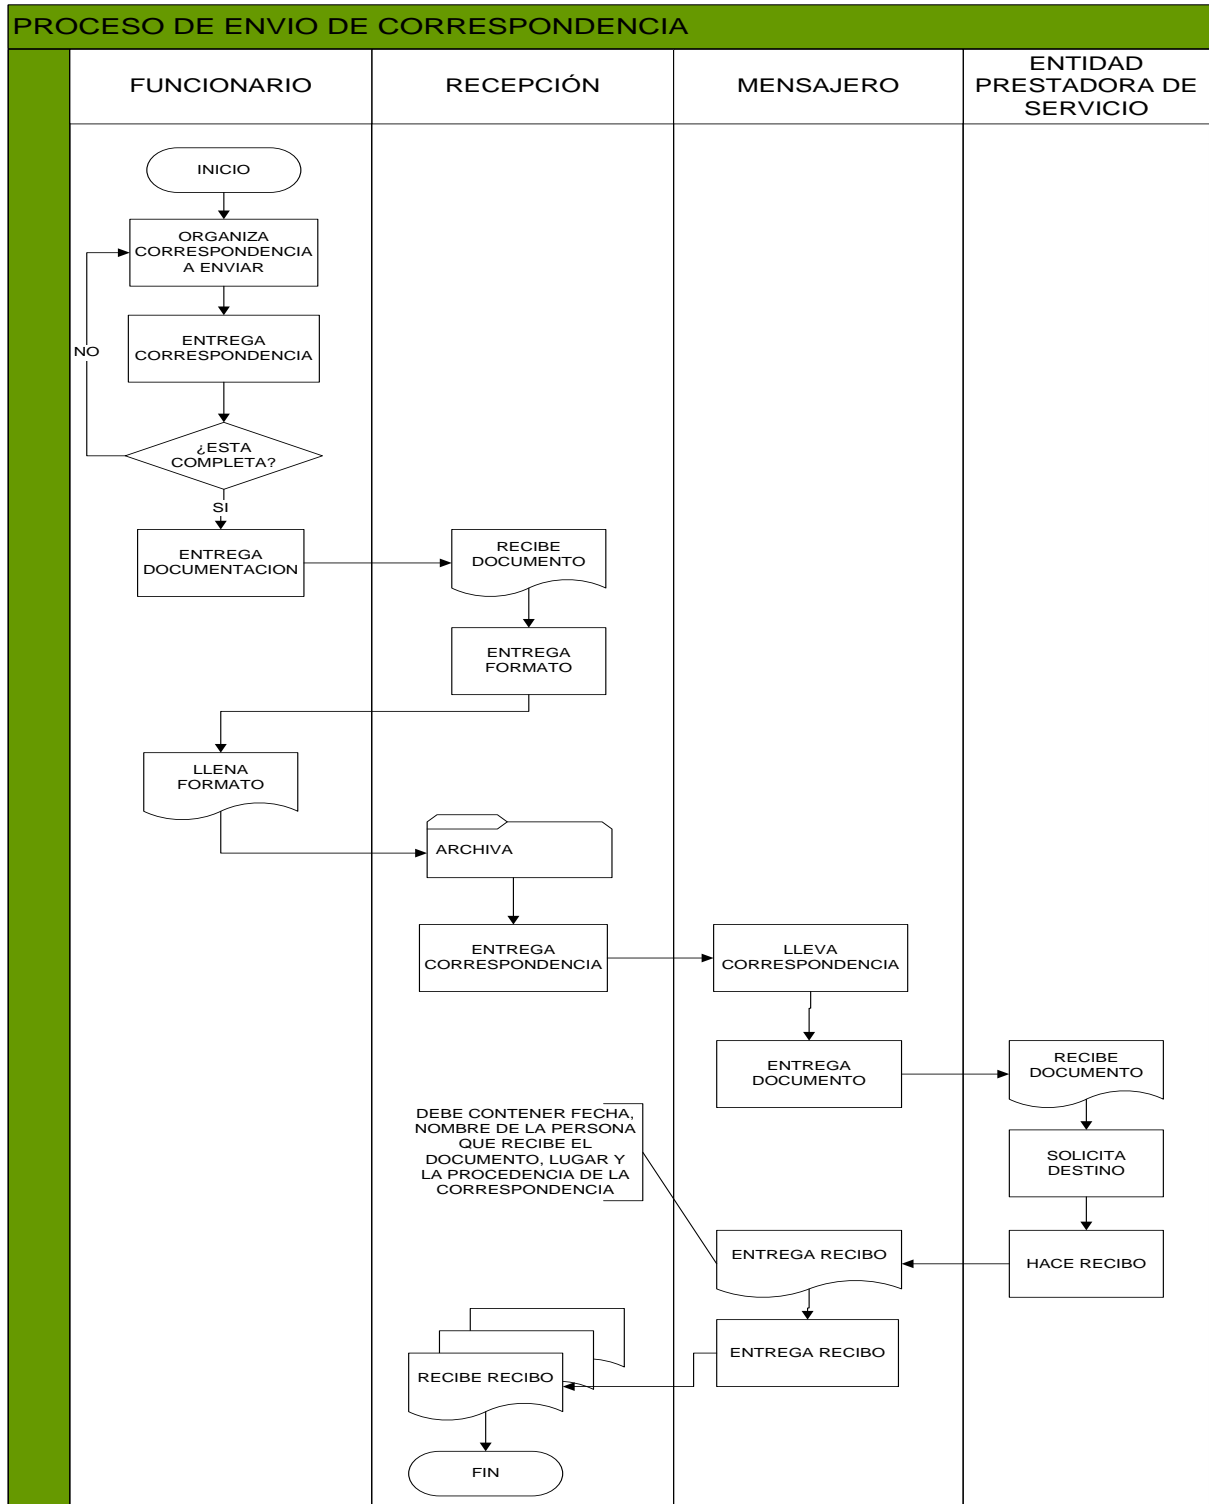 PROCESO DE ENVIO DE CORRESPONDENCIA
FUNCIONARIO
RECEPCIÓN
MENSAJERO
ENTIDAD
PRESTADORA DE
SERVICIO
INICIO
ORGANIZA
CORRESPONDENCIA
A ENVIAR
ENTREGA
CORRESPONDENCIA
NO
¿ESTA
COMPLETA?
SI
ENTREGA
DOCUMENTACION
RECIBE
DOCUMENTO
ENTREGA
FORMATO
LLENA
FORMATO
ARCHIVA
ENTREGA
CORRESPONDENCIA
LLEVA
CORRESPONDENCIA
ENTREGA
DOCUMENTO
RECIBE
DOCUMENTO
SOLICITA
DESTINO
HACE RECIBO
DEBE CONTENER FECHA,
NOMBRE DE LA PERSONA
QUE RECIBE EL
DOCUMENTO, LUGAR Y
LA PROCEDENCIA DE LA
CORRESPONDENCIA
ENTREGA RECIBO
ENTREGA RECIBO
RECIBE RECIBO
FIN